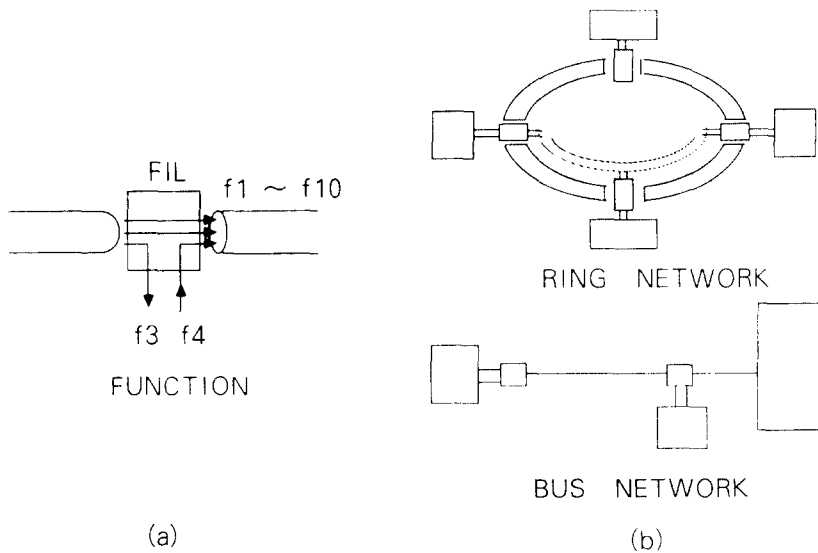 FIL
f1 ~ f10
f3 f4
FUNCTION
(a)
RING NETWORK
BUS NETWORK
(b)